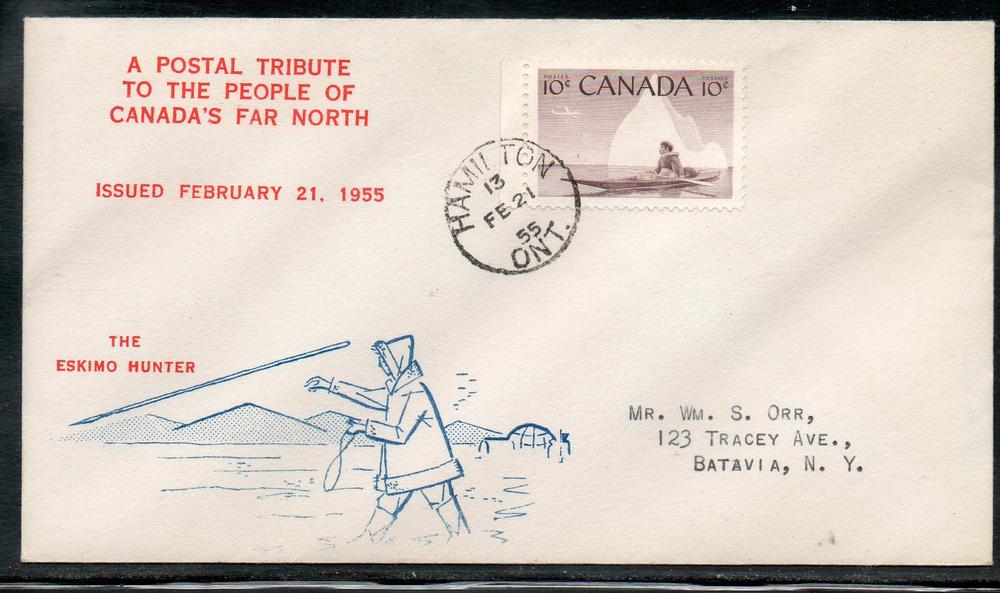 A POSTAL TRIBUTE
TO THE PEOPLE OF
CANADA'S FAR NORTH
ISSUED FEBRUARY 21, 1955
POSTES POSTAGE
10¢ CANADA 10¢
HAMILTON
13
FE 21
55
ONT.
THE
ESKIMO HUNTER
MR. WM. S. ORR,
123 TRACEY AVE.,
BATAVIA, N. Y.